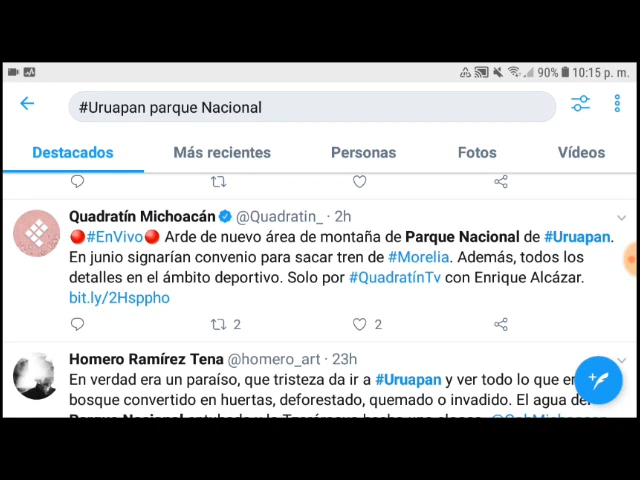 90% 10:15 p. m.
#Uruapan parque Nacional
Destacados Más recientes Personas Fotos Vídeos
Quadratín Michoacán @Quadratin_ · 2h
#EnVivo Arde de nuevo área de montaña de Parque Nacional de #Uruapan.
En junio signarían convenio para sacar tren de #Morelia. Además, todos los
detalles en el ámbito deportivo. Solo por #QuadratínTv con Enrique Alcázar.
bit.ly/2Hsppho
2 2
Homero Ramírez Tena @homero_art · 23h
En verdad era un paraíso, que tristeza da ir a #Uruapan y ver todo lo que
bosque convertido en huertas, deforestado, quemado o invadido. El agua del
Parque Nacional